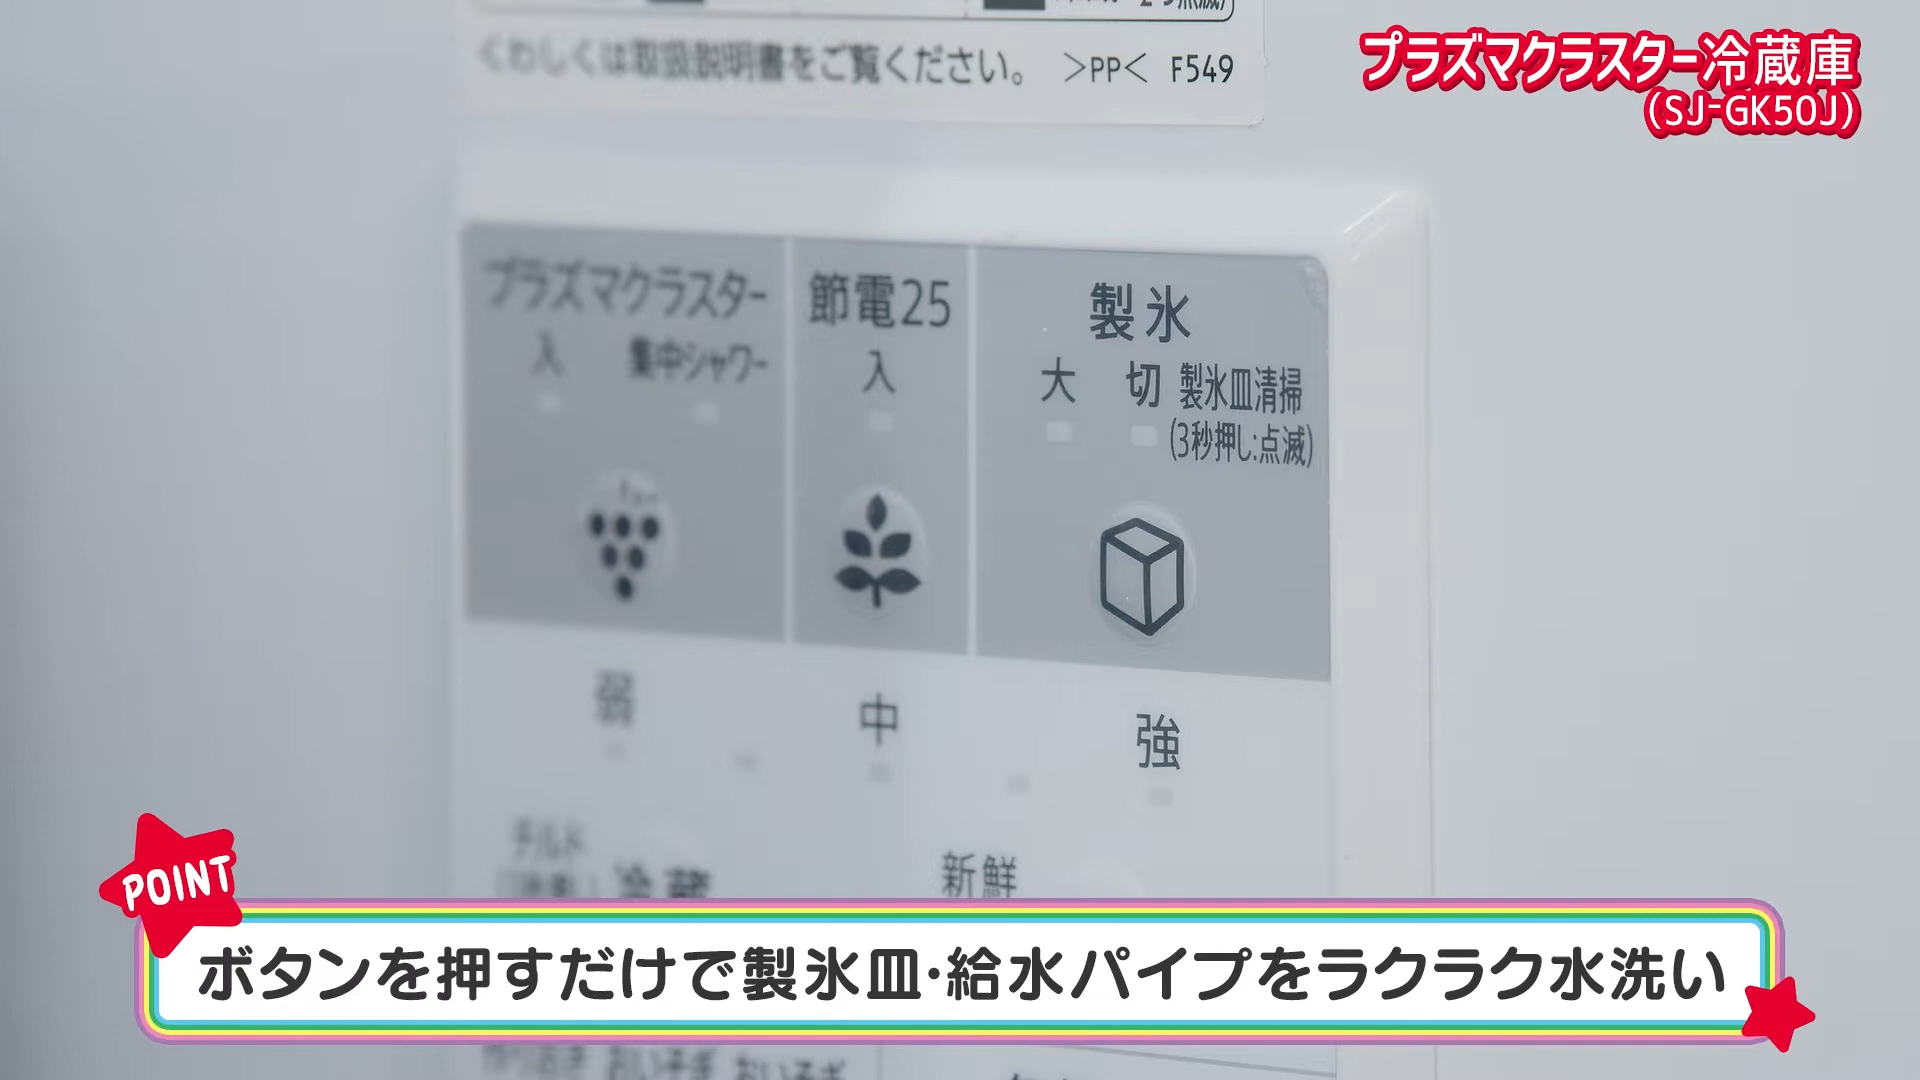 くわしくは取扱説明書をご覧ください。 >PP< F549
プラズマクラスター冷蔵庫
(SJ-GK50J)
プラズマクラスター
入 集中シャワー
節電25
入
製氷
大 切 製氷皿清掃
(3秒押し:点滅)
弱 中 強
チルド
冷蔵
新鮮
POINT
ボタンを押すだけで製氷皿・給水パイプをラクラク水洗い